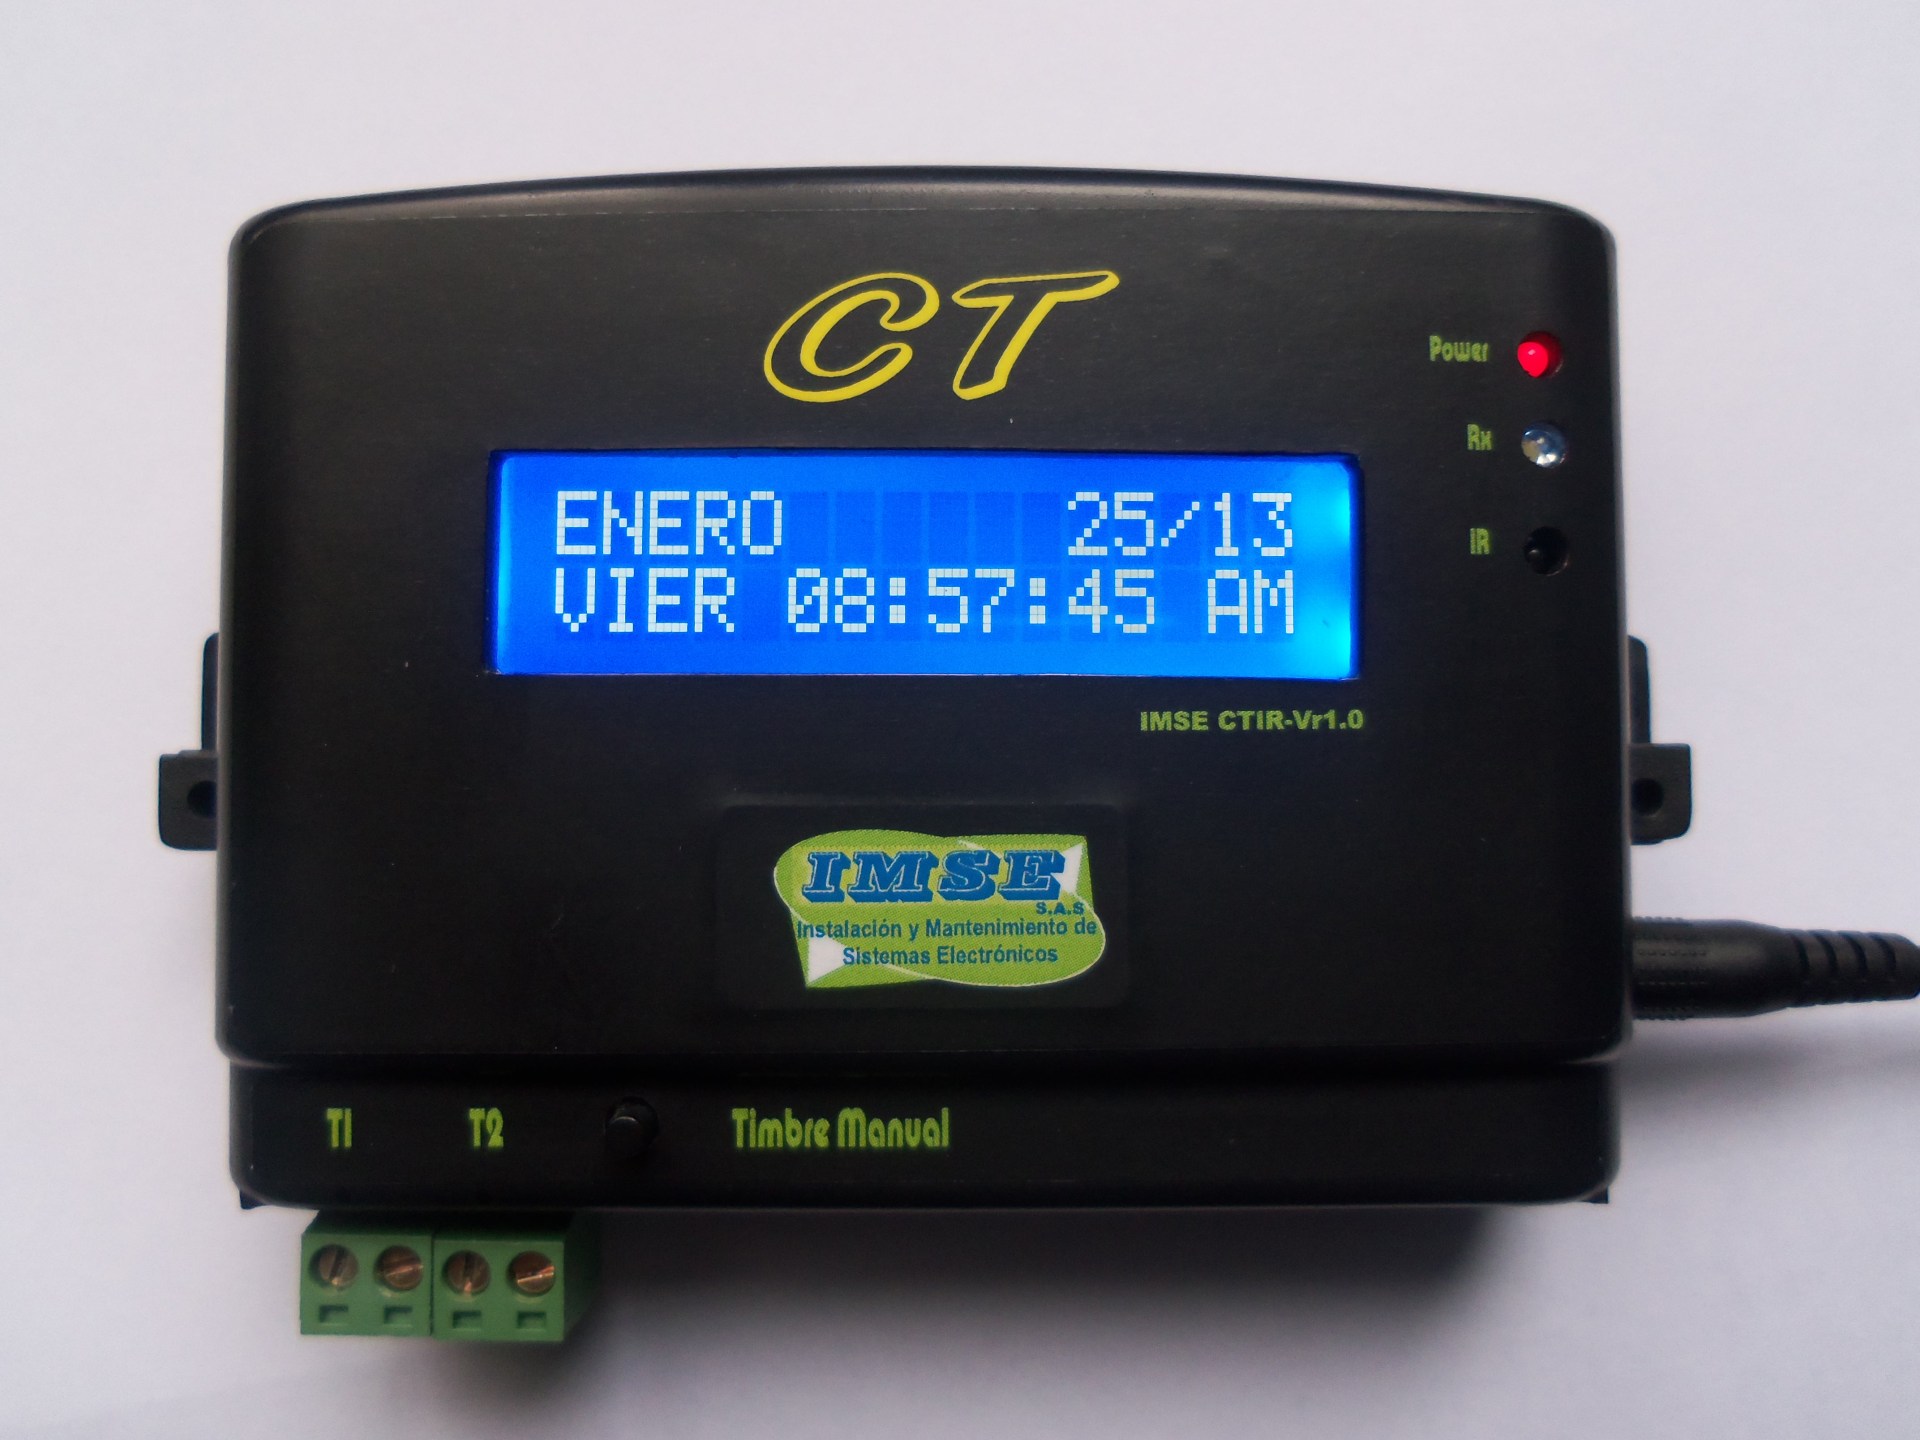 CT
Power
Rx
IR
ENERO 25/13
VIER 08:57:45 AM
IMSE CTIR-Vr1.0
IMSE
S.A.S
Instalación y Mantenimiento de
Sistemas Electrónicos
T1 T2 Timbre Manual